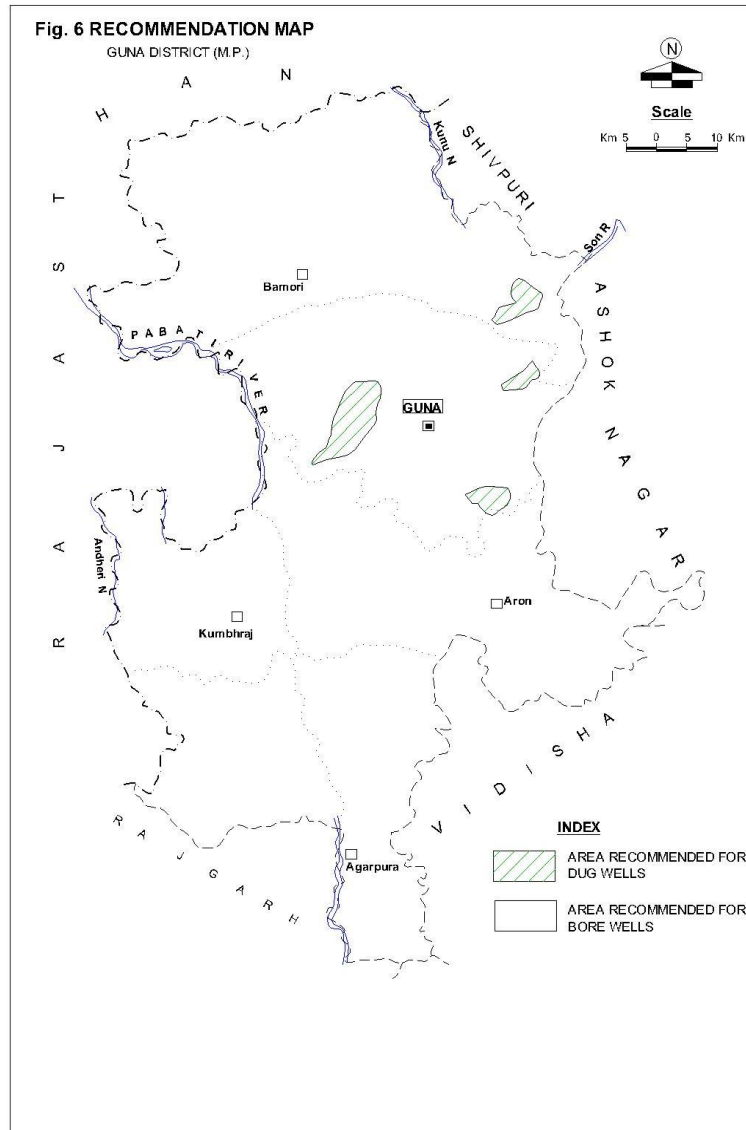 Fig. 6 RECOMMENDATION MAP
GUNA DISTRICT (M.P.)
N
Scale
Km 5 0 5 10 Km
RAJASTHAN
SHIVPURI
Kunu N
Son R
ASHOK NAGAR
Bamori
PABATI RIVER
GUNA
Andheri N
Aron
Kumbhraj
VIDISHA
RAJGARH
Agarpura
INDEX
AREA RECOMMENDED FOR
DUG WELLS
AREA RECOMMENDED FOR
BORE WELLS